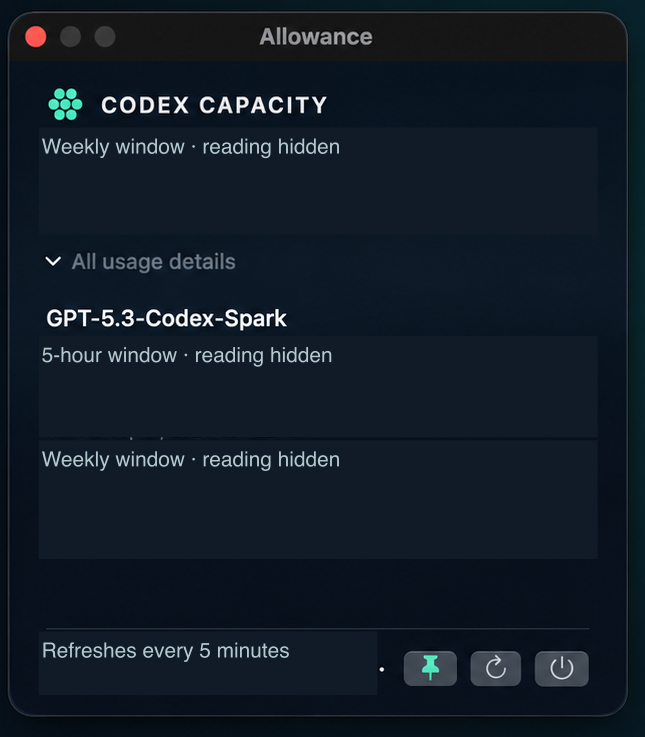 Allowance
CODEX CAPACITY
Weekly window · reading hidden
All usage details
GPT-5.3-Codex-Spark
5-hour window · reading hidden
Weekly window · reading hidden
Refreshes every 5 minutes